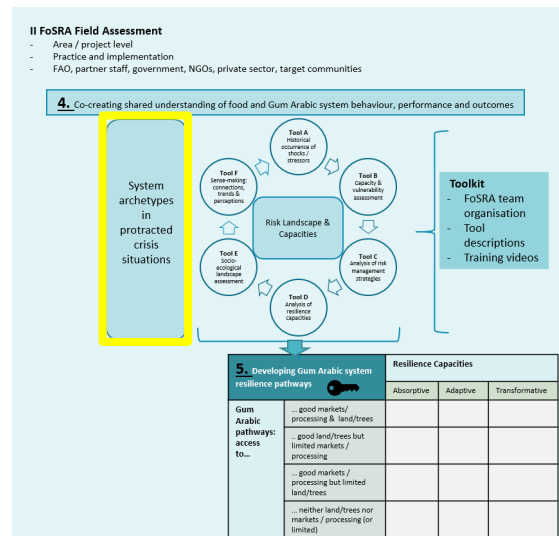 II FoSRA Field Assessment
- Area / project level
- Practice and implementation
- FAO, partner staff, government, NGOs, private sector, target communities
4. Co-creating shared understanding of food and Gum Arabic system behaviour, performance and outcomes
System
archetypes
in
protracted
crisis
situations
Tool A
Historical
occurrence of
shocks /
stressors
Tool B
Capacity &
vulnerability
assessment
Tool C
Analysis of risk
management
strategies
Tool D
Analysis of
resilience
capacities
Tool E
Socio-
ecological
landscape
assessment
Tool F
Sense-making:
connections,
trends &
perceptions
Risk Landscape &
Capacities
Toolkit
- FoSRA team
organisation
- Tool
descriptions
- Training videos
5. Developing Gum Arabic system
resilience pathways
Resilience Capacities
Absorptive
Adaptive
Transformative
Gum
Arabic
pathways:
access
to…
… good markets/
processing & land/trees
.. good land/trees but
limited markets /
processing
… good markets /
processing but limited
land/trees
… neither land/trees nor
markets / processing (or
limited)